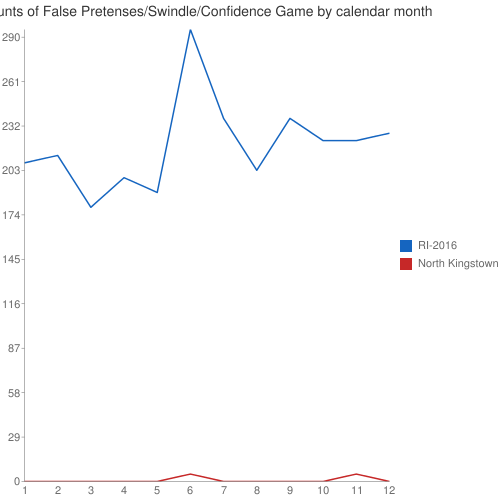 unts of False Pretenses/Swindle/Confidence Game by calendar month
290
261
232
203
174
145
116
87
58
29
0
1 2 3 4 5 6 7 8 9 10 11 12
RI-2016
North Kingstown